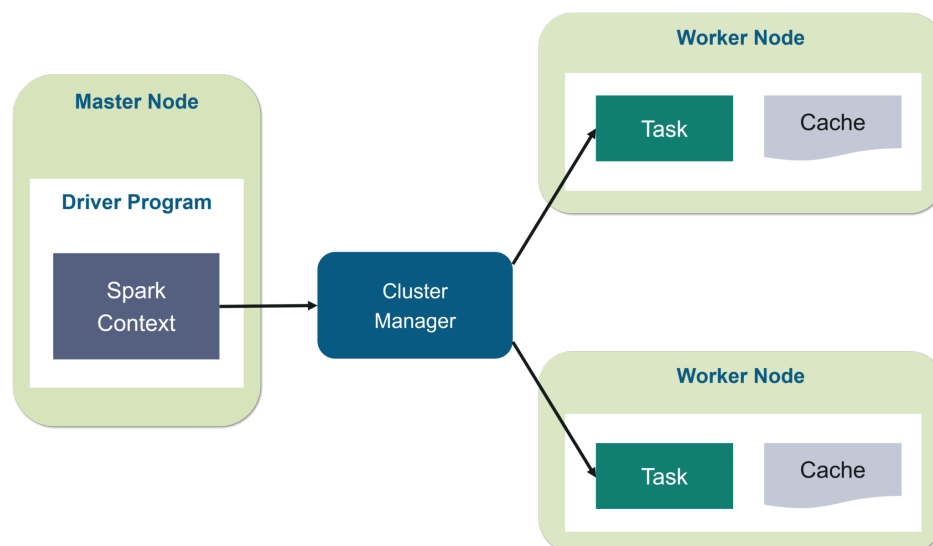 Master Node
Driver Program
Spark
Context
Cluster
Manager
Worker Node
Task
Cache
Worker Node
Task
Cache